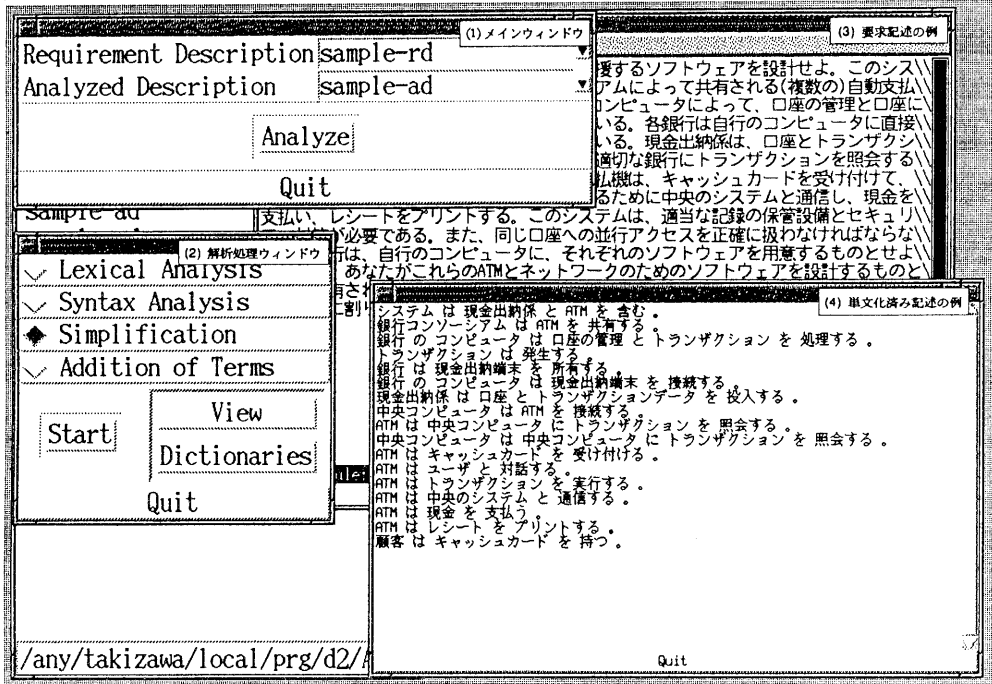 (1) メインウィンドウ
Requirement Description sample-rd
Analyzed Description sample-ad
Analyze
Quit
sample-ad
(3) 要求記述の例
援するソフトウェアを設計せよ。このシス\\
アムによって共有される(複数の)自動支払\\
コンピュータによって、口座の管理と口座に\\
いる。各銀行は自行のコンピュータに直接\\
いる。現金出納係は、口座とトランザクシ\\
適切な銀行にトランザクションを照会する\\
払機は、キャッシュカードを受け付けて、\\
るために中央のシステムと通信し、現金を\\
支払い、レシートをプリントする。このシステムは、適当な記録の保管設備とセキュリ\\
が必要である。また、同じ口座への並行アクセスを正確に扱わなければならな\\
行は、自行のコンピュータに、それぞれのソフトウェアを用意するものとせよ\\
あなたがこれらのATMとネットワークのためのソフトウェアを設計するものと\
(2) 解析処理ウィンドウ
Lexical Analysis
Syntax Analysis
Simplification
Addition of Terms
Start
View
Dictionaries
Quit
/any/takizawa/local/prg/d2/
(4) 単文化済み記述の例
システム は 現金出納係 と ATM を 含む 。
銀行コンソーシアム は ATM を 共有する 。
銀行 の コンピュータ は 口座の管理 と トランザクション を 処理する 。
トランザクション は 発生する 。
銀行 は 現金出納端末 を 所有する 。
銀行 の コンピュータ は 現金出納端末 を 接続する 。
現金出納係 は 口座 と トランザクションデータ を 投入する 。
中央コンピュータ は ATM を 接続する 。
ATM は 中央コンピュータ に トランザクション を 照会する 。
中央コンピュータ は 中央コンピュータ に トランザクション を 照会する 。
ATM は キャッシュカード を 受け付ける 。
ATM は ユーザ と 対話する 。
ATM は トランザクション を 実行する 。
ATM は 中央のシステム と 通信する 。
ATM は 現金 を 支払う 。
ATM は レシート を プリントする 。
顧客 は キャッシュカード を 持つ 。
Quit